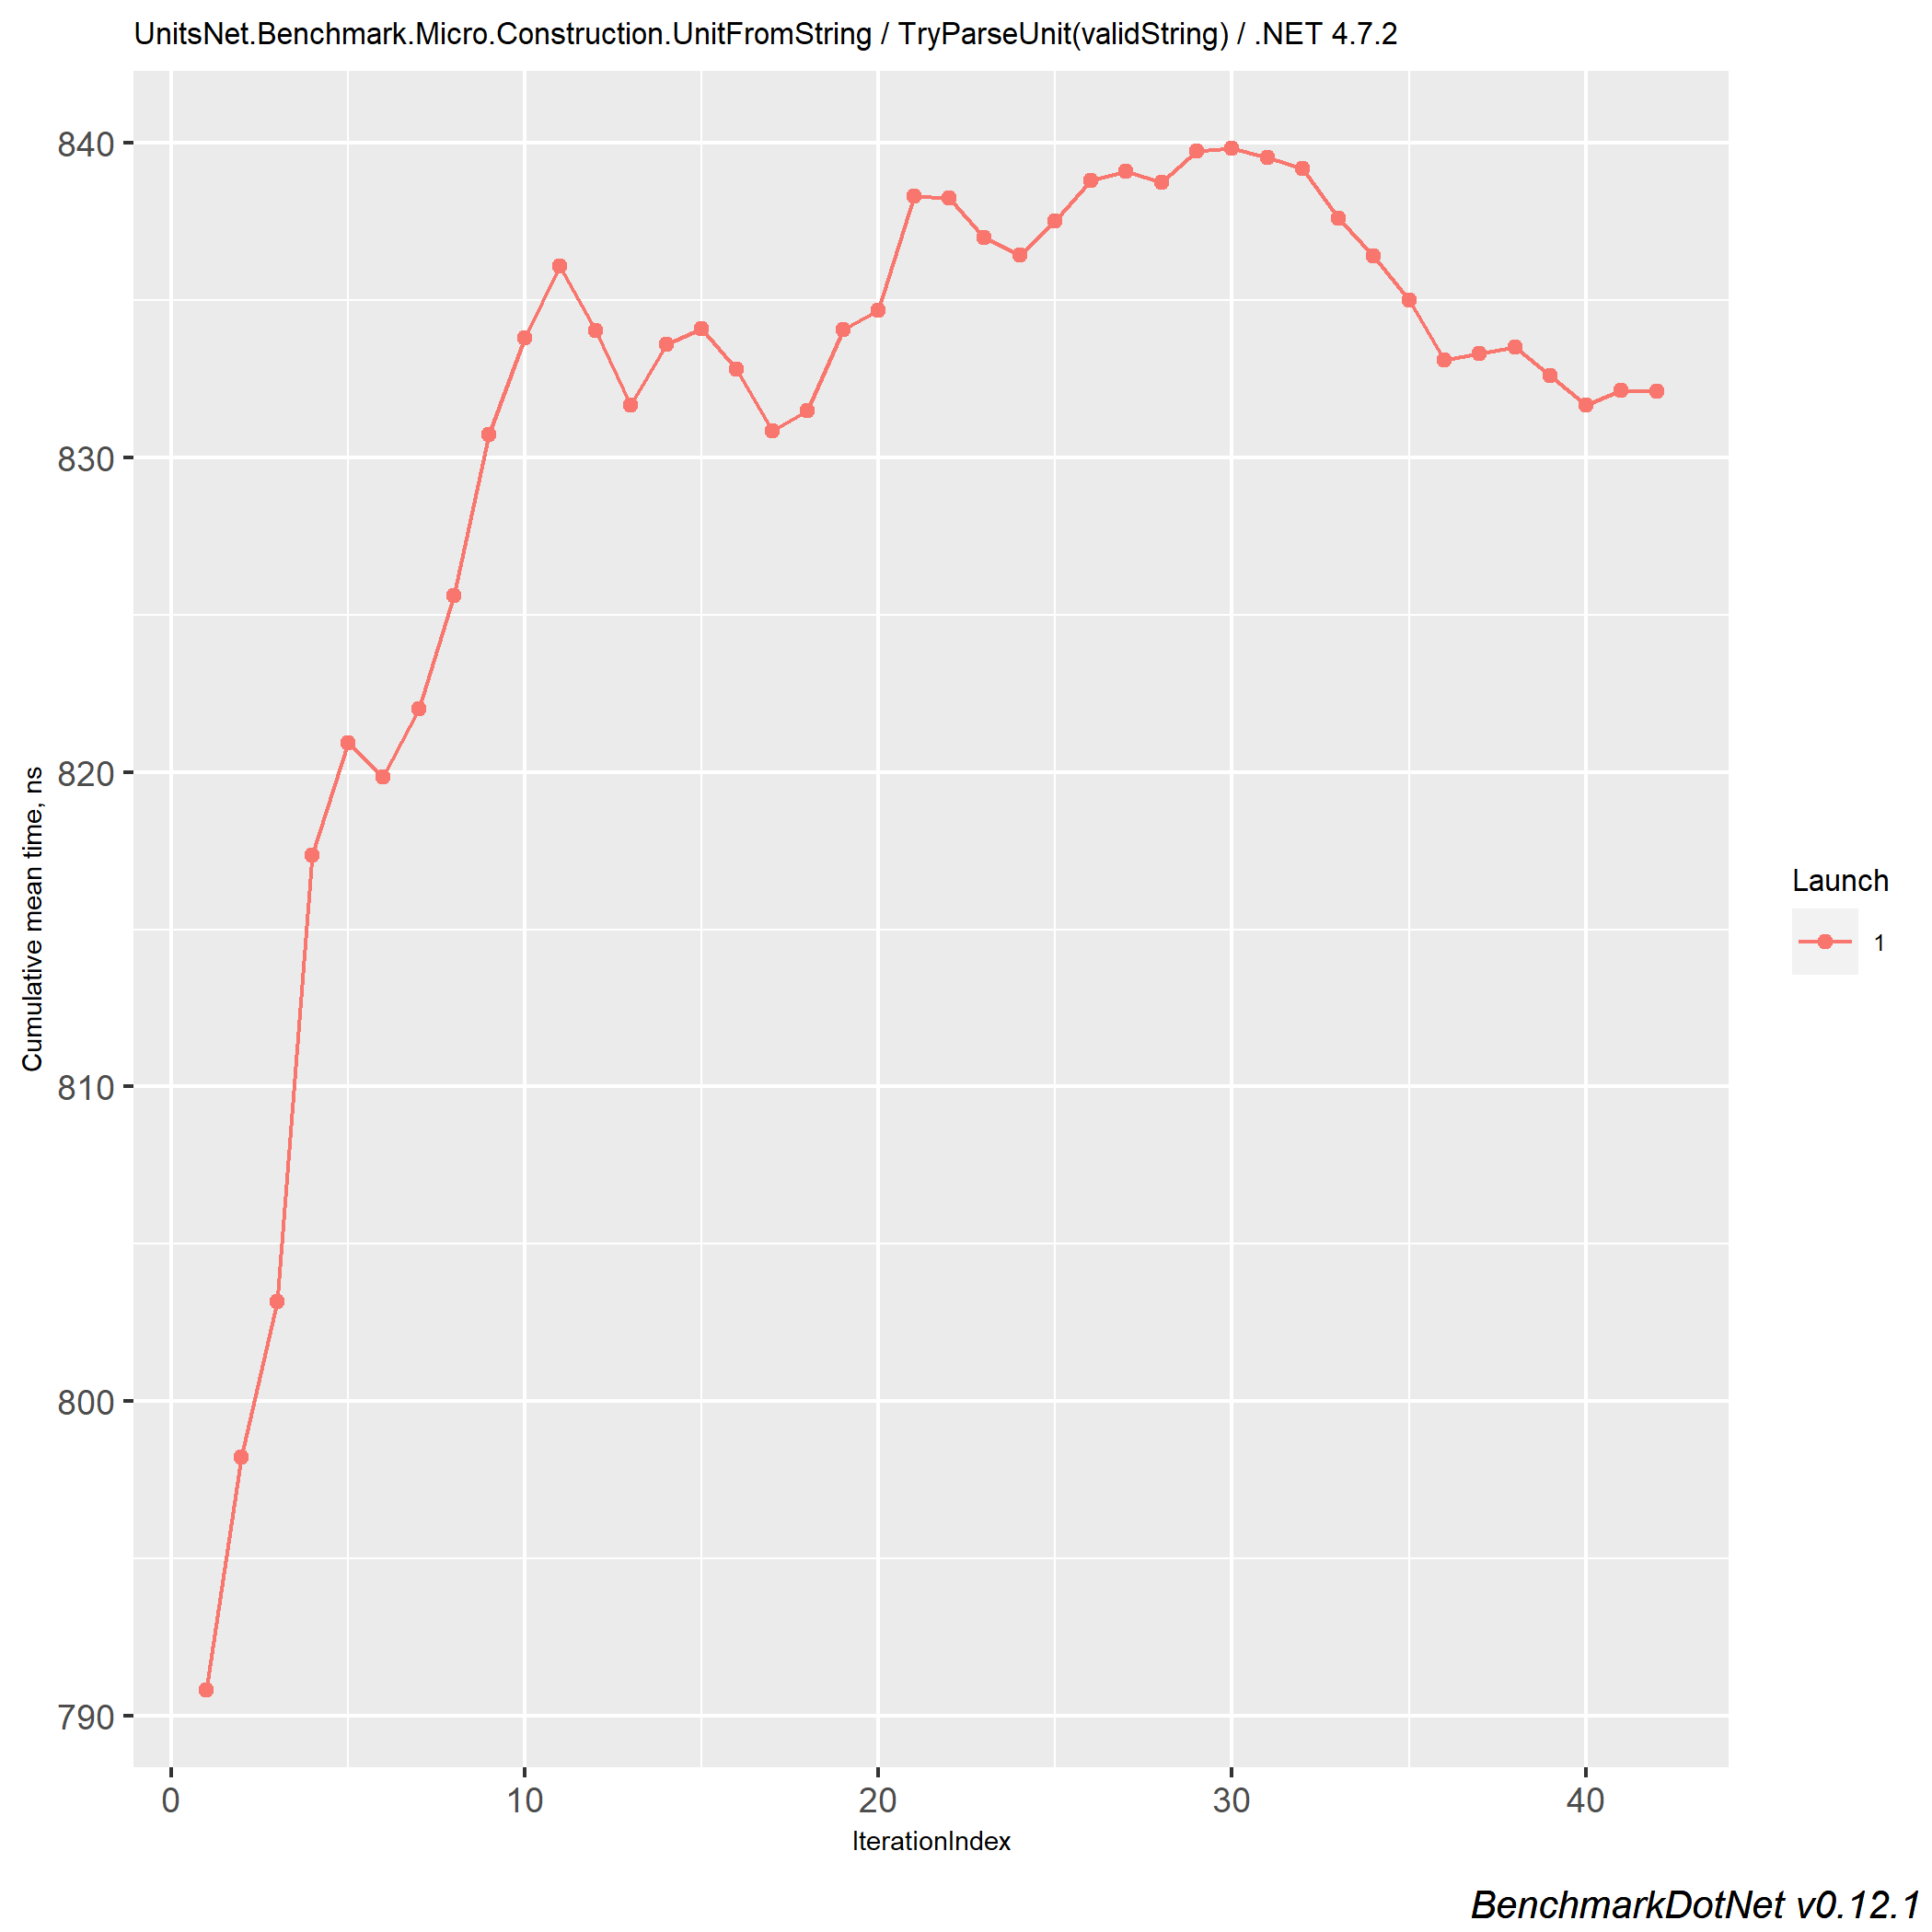 UnitsNet.Benchmark.Micro.Construction.UnitFromString / TryParseUnit(validString) / .NET 4.7.2
Cumulative mean time, ns
840
830
820
810
800
790
0 10 20 30 40
IterationIndex
Launch
1
BenchmarkDotNet v0.12.1